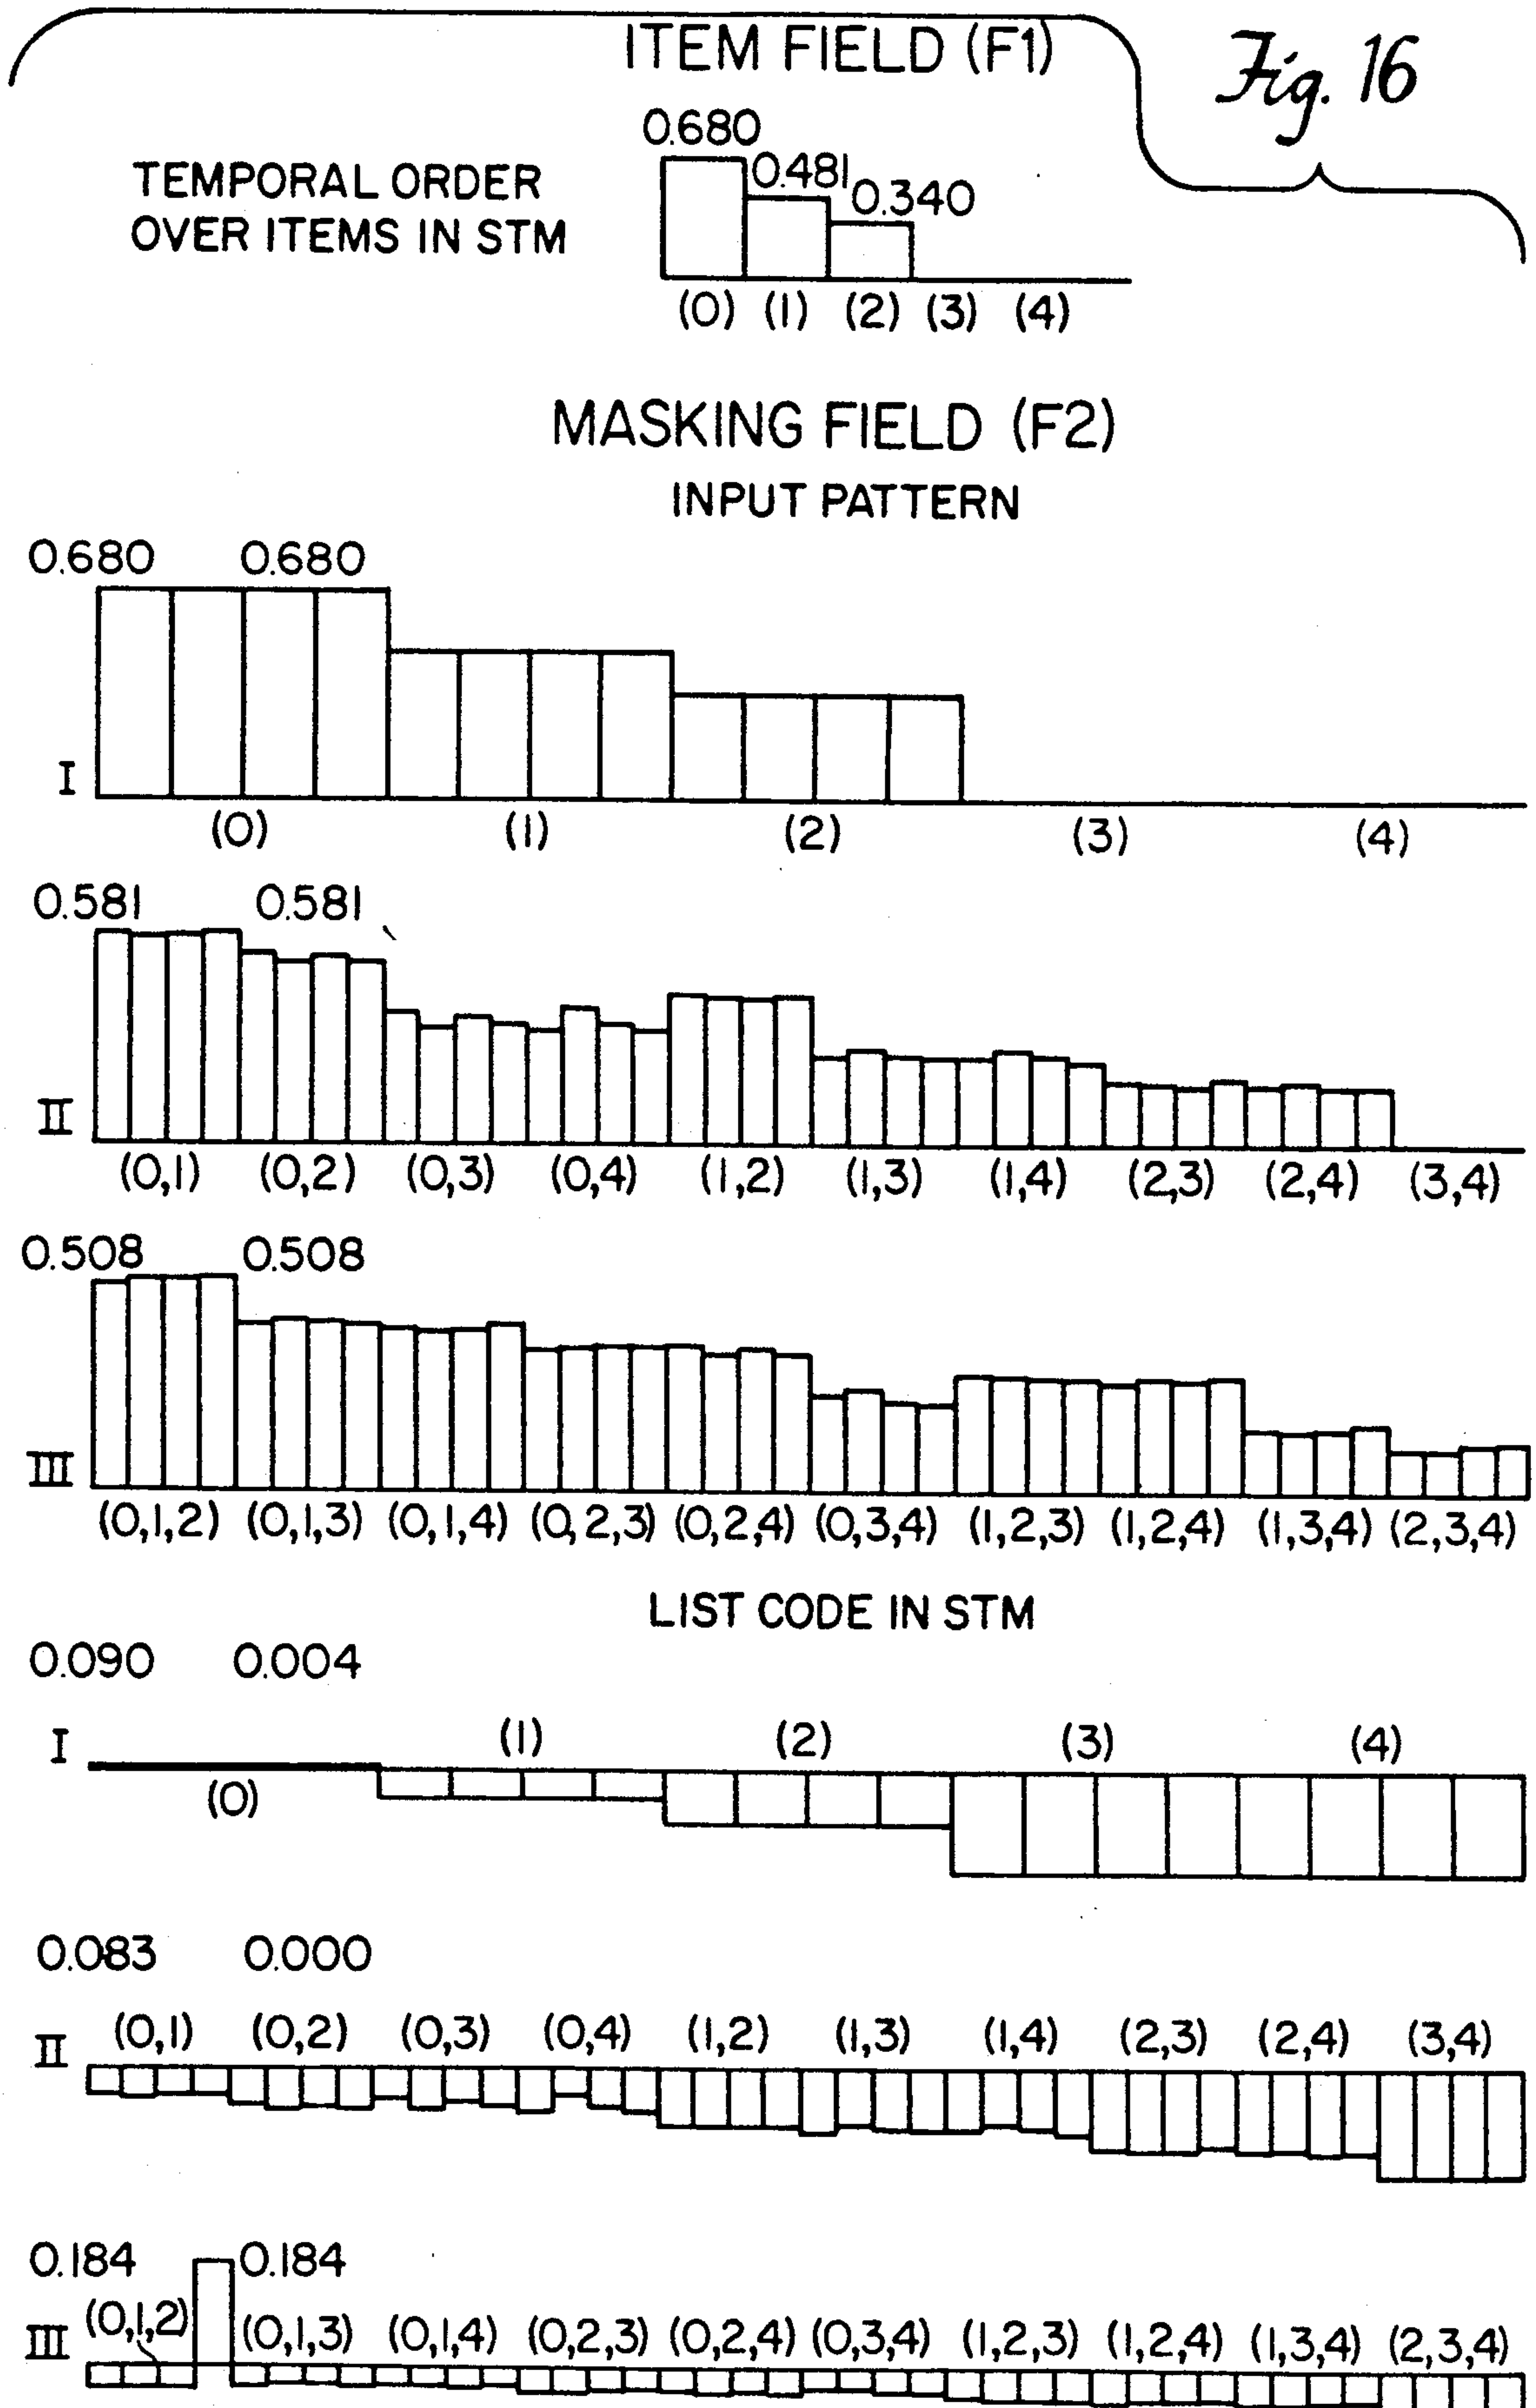 ITEM FIELD (F1)
Fig. 16
0.680
0.481
0.340
TEMPORAL ORDER
OVER ITEMS IN STM
(0) (1) (2) (3) (4)
MASKING FIELD (F2)
INPUT PATTERN
0.680 0.680
I
(0) (1) (2) (3) (4)
0.581 0.581
II
(0,1) (0,2) (0,3) (0,4) (1,2) (1,3) (1,4) (2,3) (2,4) (3,4)
0.508 0.508
III
(0,1,2) (0,1,3) (0,1,4) (0,2,3) (0,2,4) (0,3,4) (1,2,3) (1,2,4) (1,3,4) (2,3,4)
LIST CODE IN STM
0.090 0.004
I
(0) (1) (2) (3) (4)
0.083 0.000
II
(0,1) (0,2) (0,3) (0,4) (1,2) (1,3) (1,4) (2,3) (2,4) (3,4)
0.184 0.184
III
(0,1,2) (0,1,3) (0,1,4) (0,2,3) (0,2,4) (0,3,4) (1,2,3) (1,2,4) (1,3,4) (2,3,4)